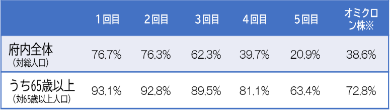 1回目 2回目 3回目 4回目 5回目 オミクロン株※
府内全体 76.7% 76.3% 62.3% 39.7% 20.9% 38.6%
(対総人口)
うち65歳以上 93.1% 92.8% 89.5% 81.1% 63.4% 72.8%
(対65歳以上人口)